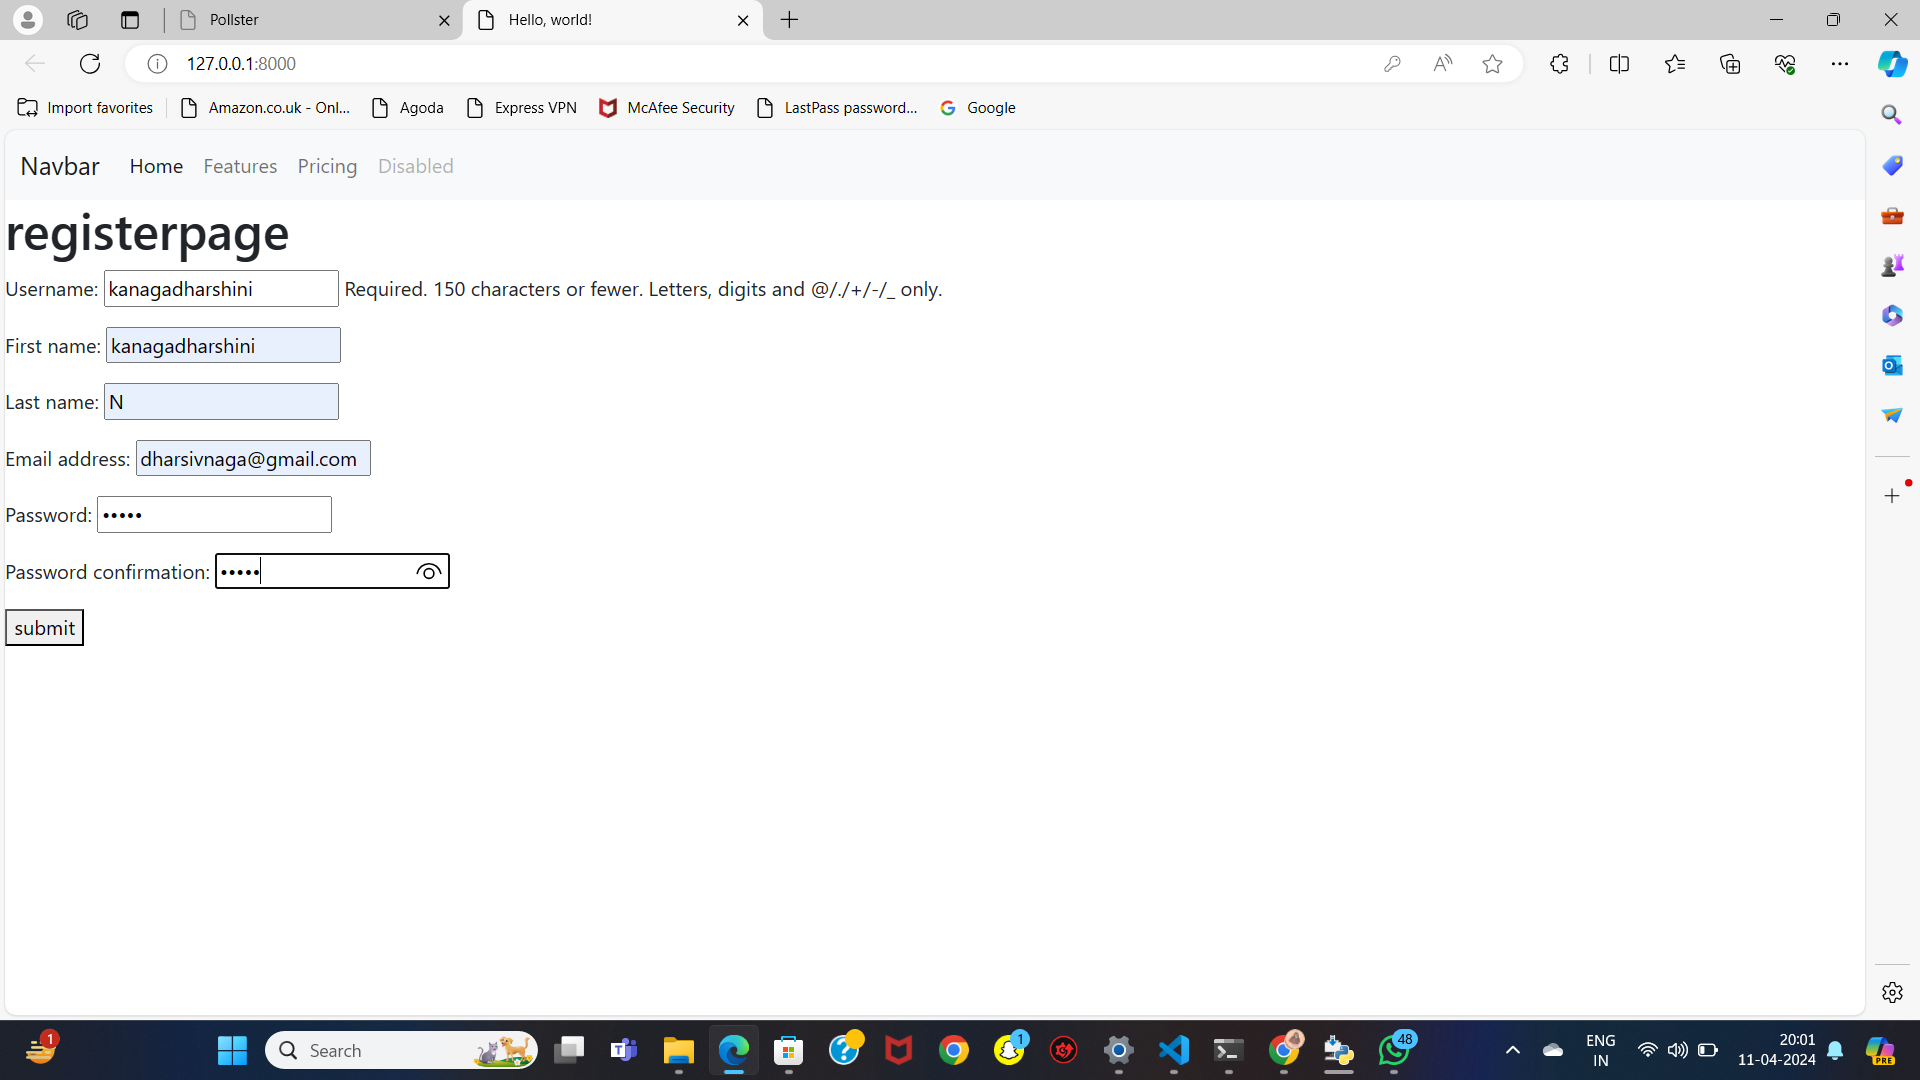 Pollster
Hello, world!
127.0.0.1:8000
Import favorites
Amazon.co.uk - Onl...
Agoda
Express VPN
McAfee Security
LastPass password...
Google
Navbar
Home
Features
Pricing
Disabled
registerpage
Username: kanagadharshini Required. 150 characters or fewer. Letters, digits and @/./+/-/_ only.
First name: kanagadharshini
Last name: N
Email address: dharsivnaga@gmail.com
Password: •••••
Password confirmation: •••••
submit
1
Search
1
48
ENG
IN
20:01
11-04-2024
PRE